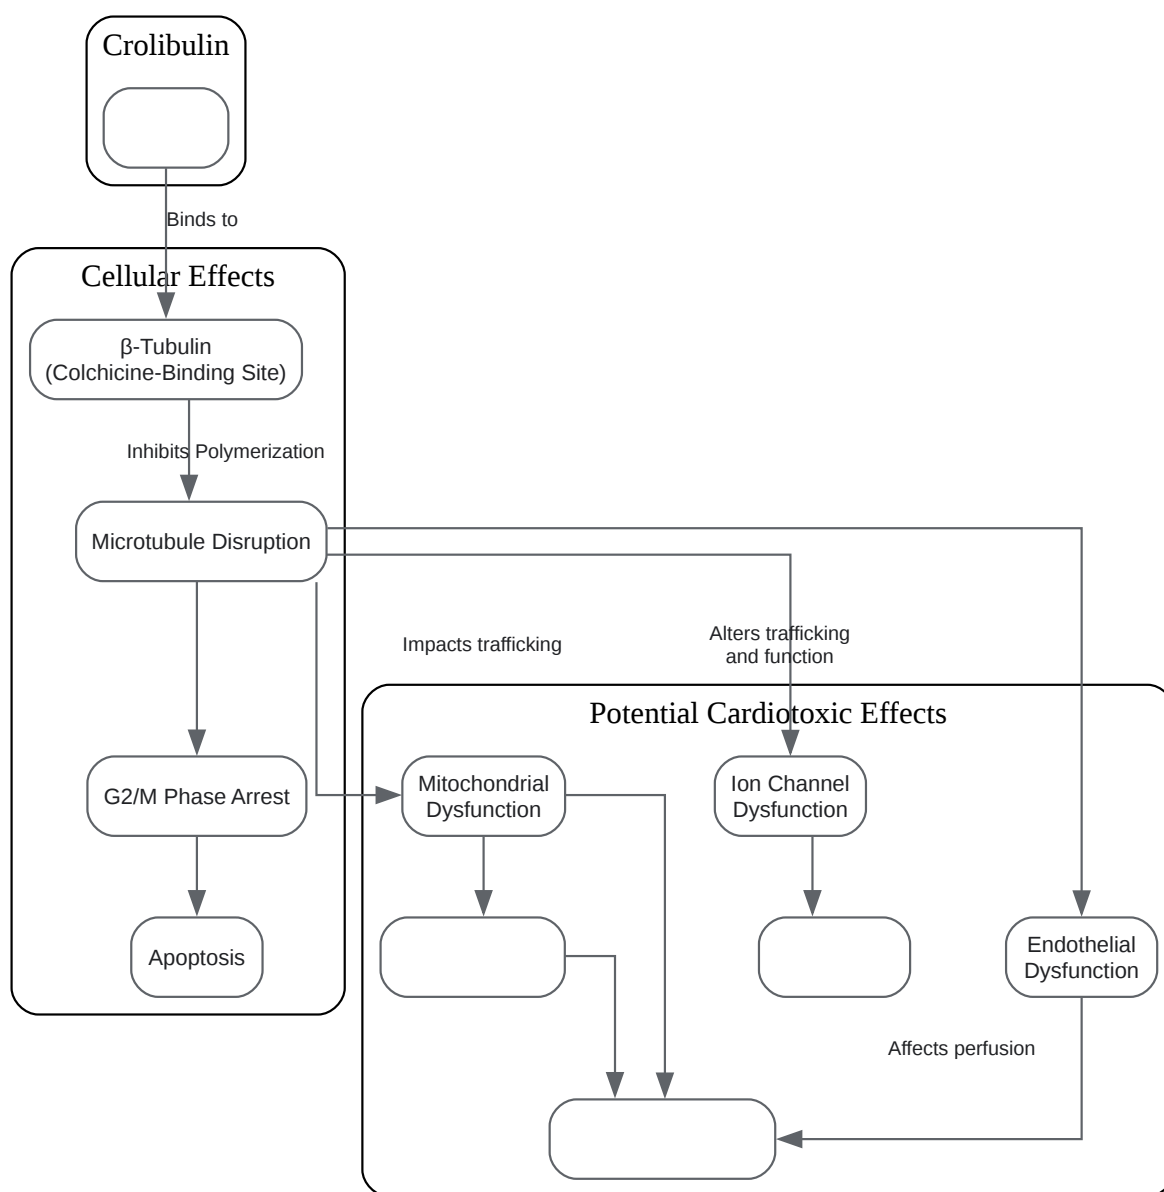 Crolibulin
Binds to
Cellular Effects
β-Tubulin
(Colchicine-Binding Site)
Inhibits Polymerization
Microtubule Disruption
Impacts trafficking
Alters trafficking
and function
Potential Cardiotoxic Effects
G2/M Phase Arrest
Mitochondrial
Dysfunction
Ion Channel
Dysfunction
Apoptosis
Endothelial
Dysfunction
Affects perfusion